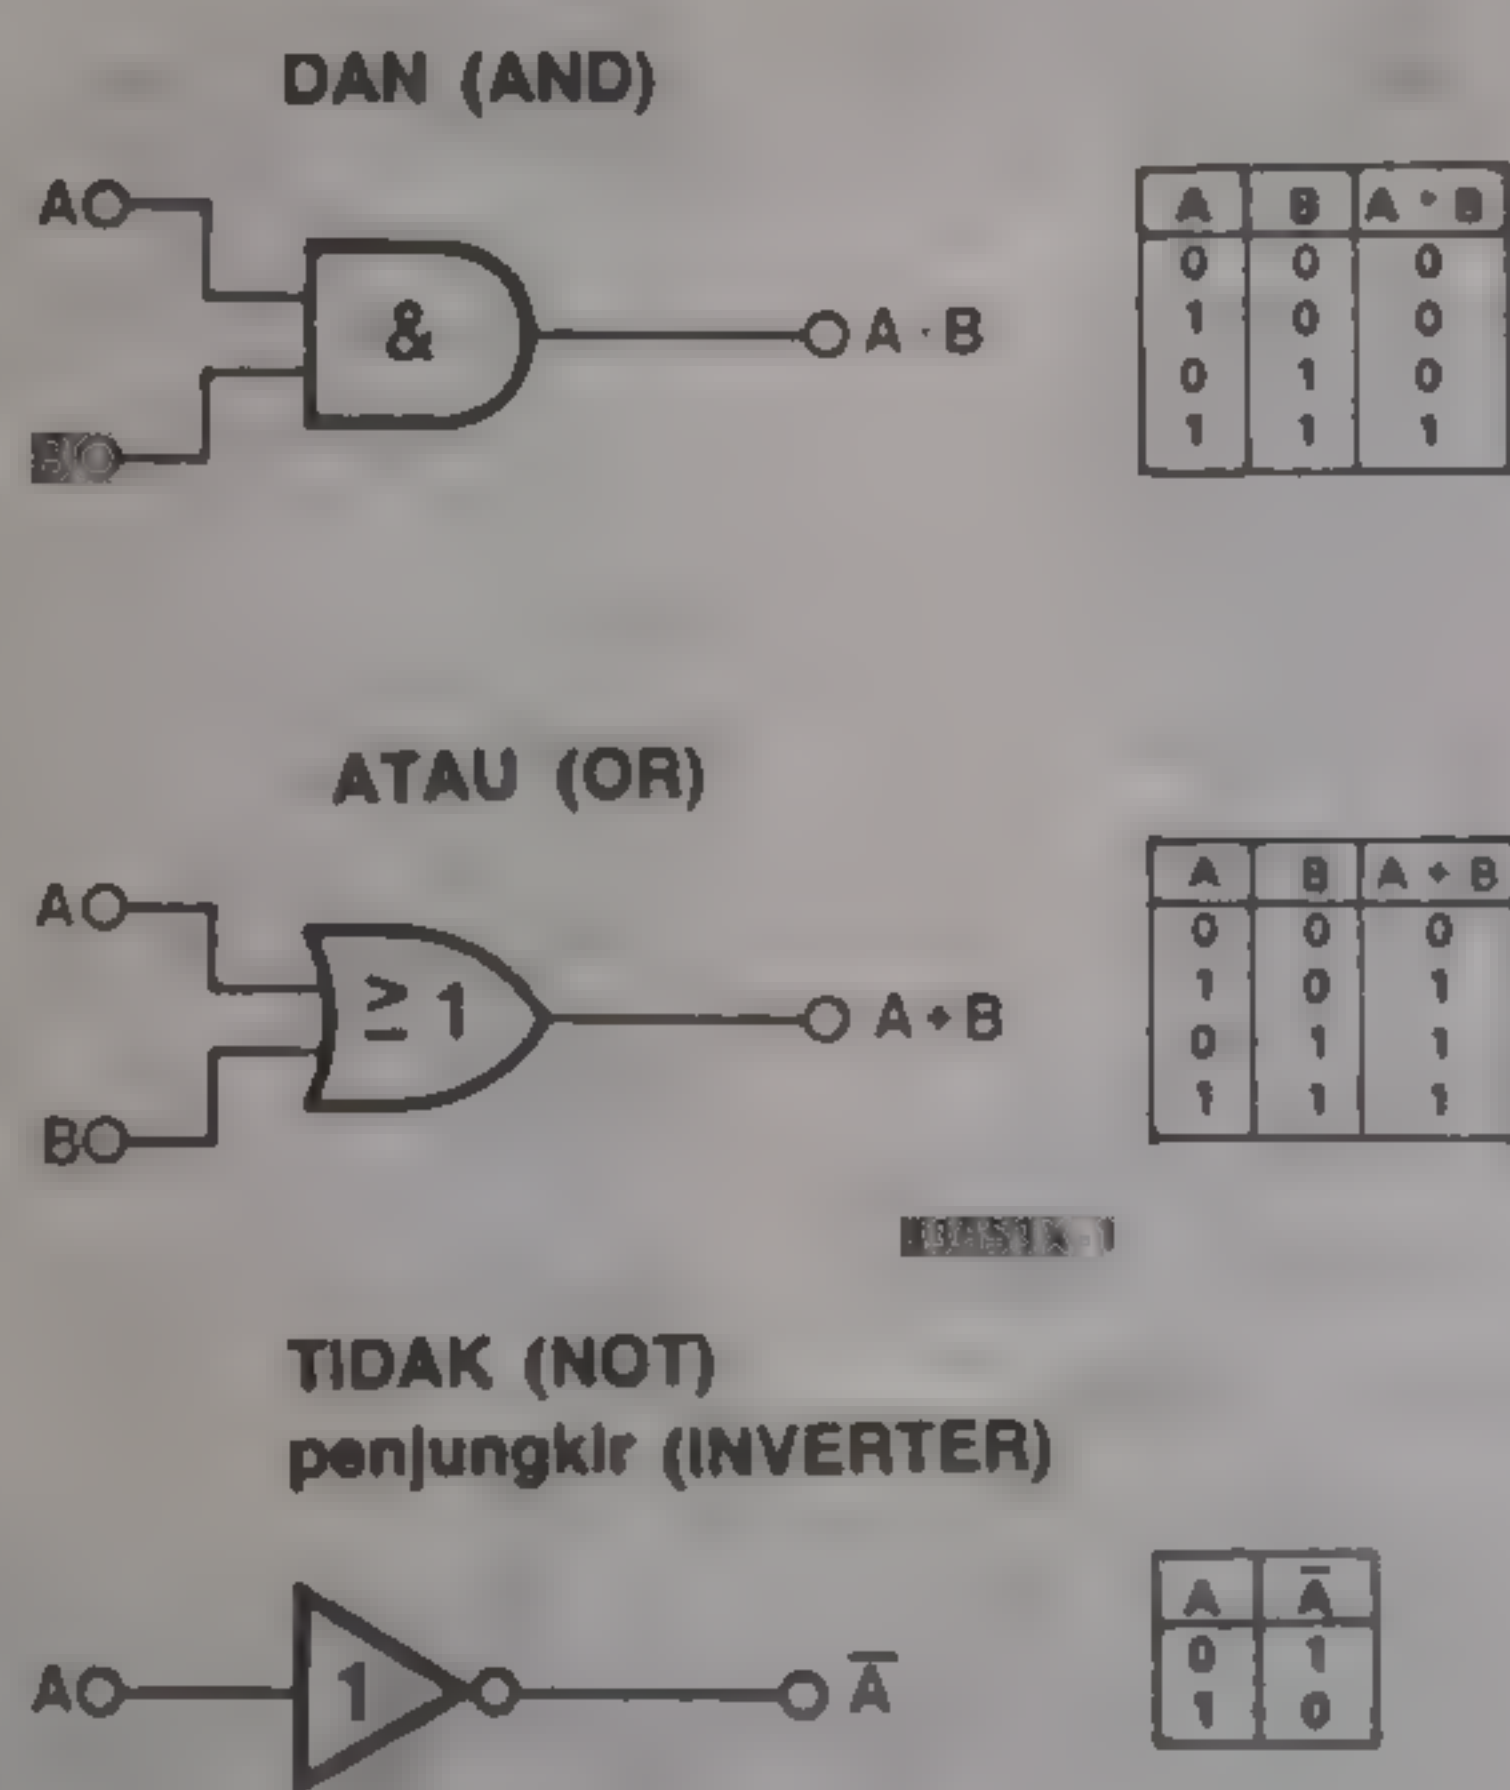 DAN (AND)
A
&
A · B
A B A · B
0 0 0
1 0 0
0 1 0
1 1 1
ATAU (OR)
A
≥ 1
A + B
B
A B A + B
0 0 0
1 0 1
0 1 1
1 1 1
TIDAK (NOT)
penjungkir (INVERTER)
A
1
A̅
A A̅
0 1
1 0